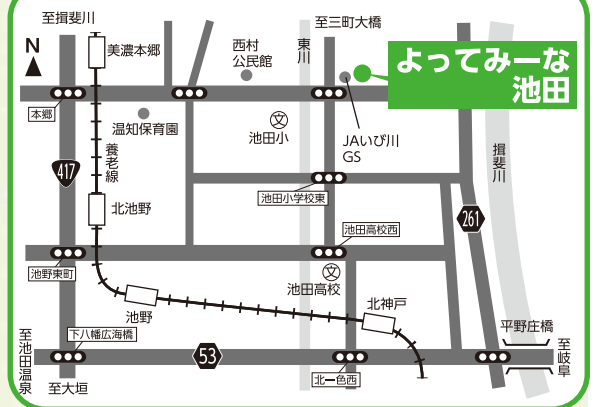 至揖斐川
至三町大橋
N
美濃本郷
西村
公民館
東川
よってみーな
池田
本郷
温知保育園
文
池田小
JAいび川
GS
養老線
揖斐川
417
池田小学校東
北池野
261
池田高校西
池野東町
文
池田高校
池野
北神戸
平野庄橋
至池田温泉
下八幡広海橋
53
至岐阜
北一色西
至大垣